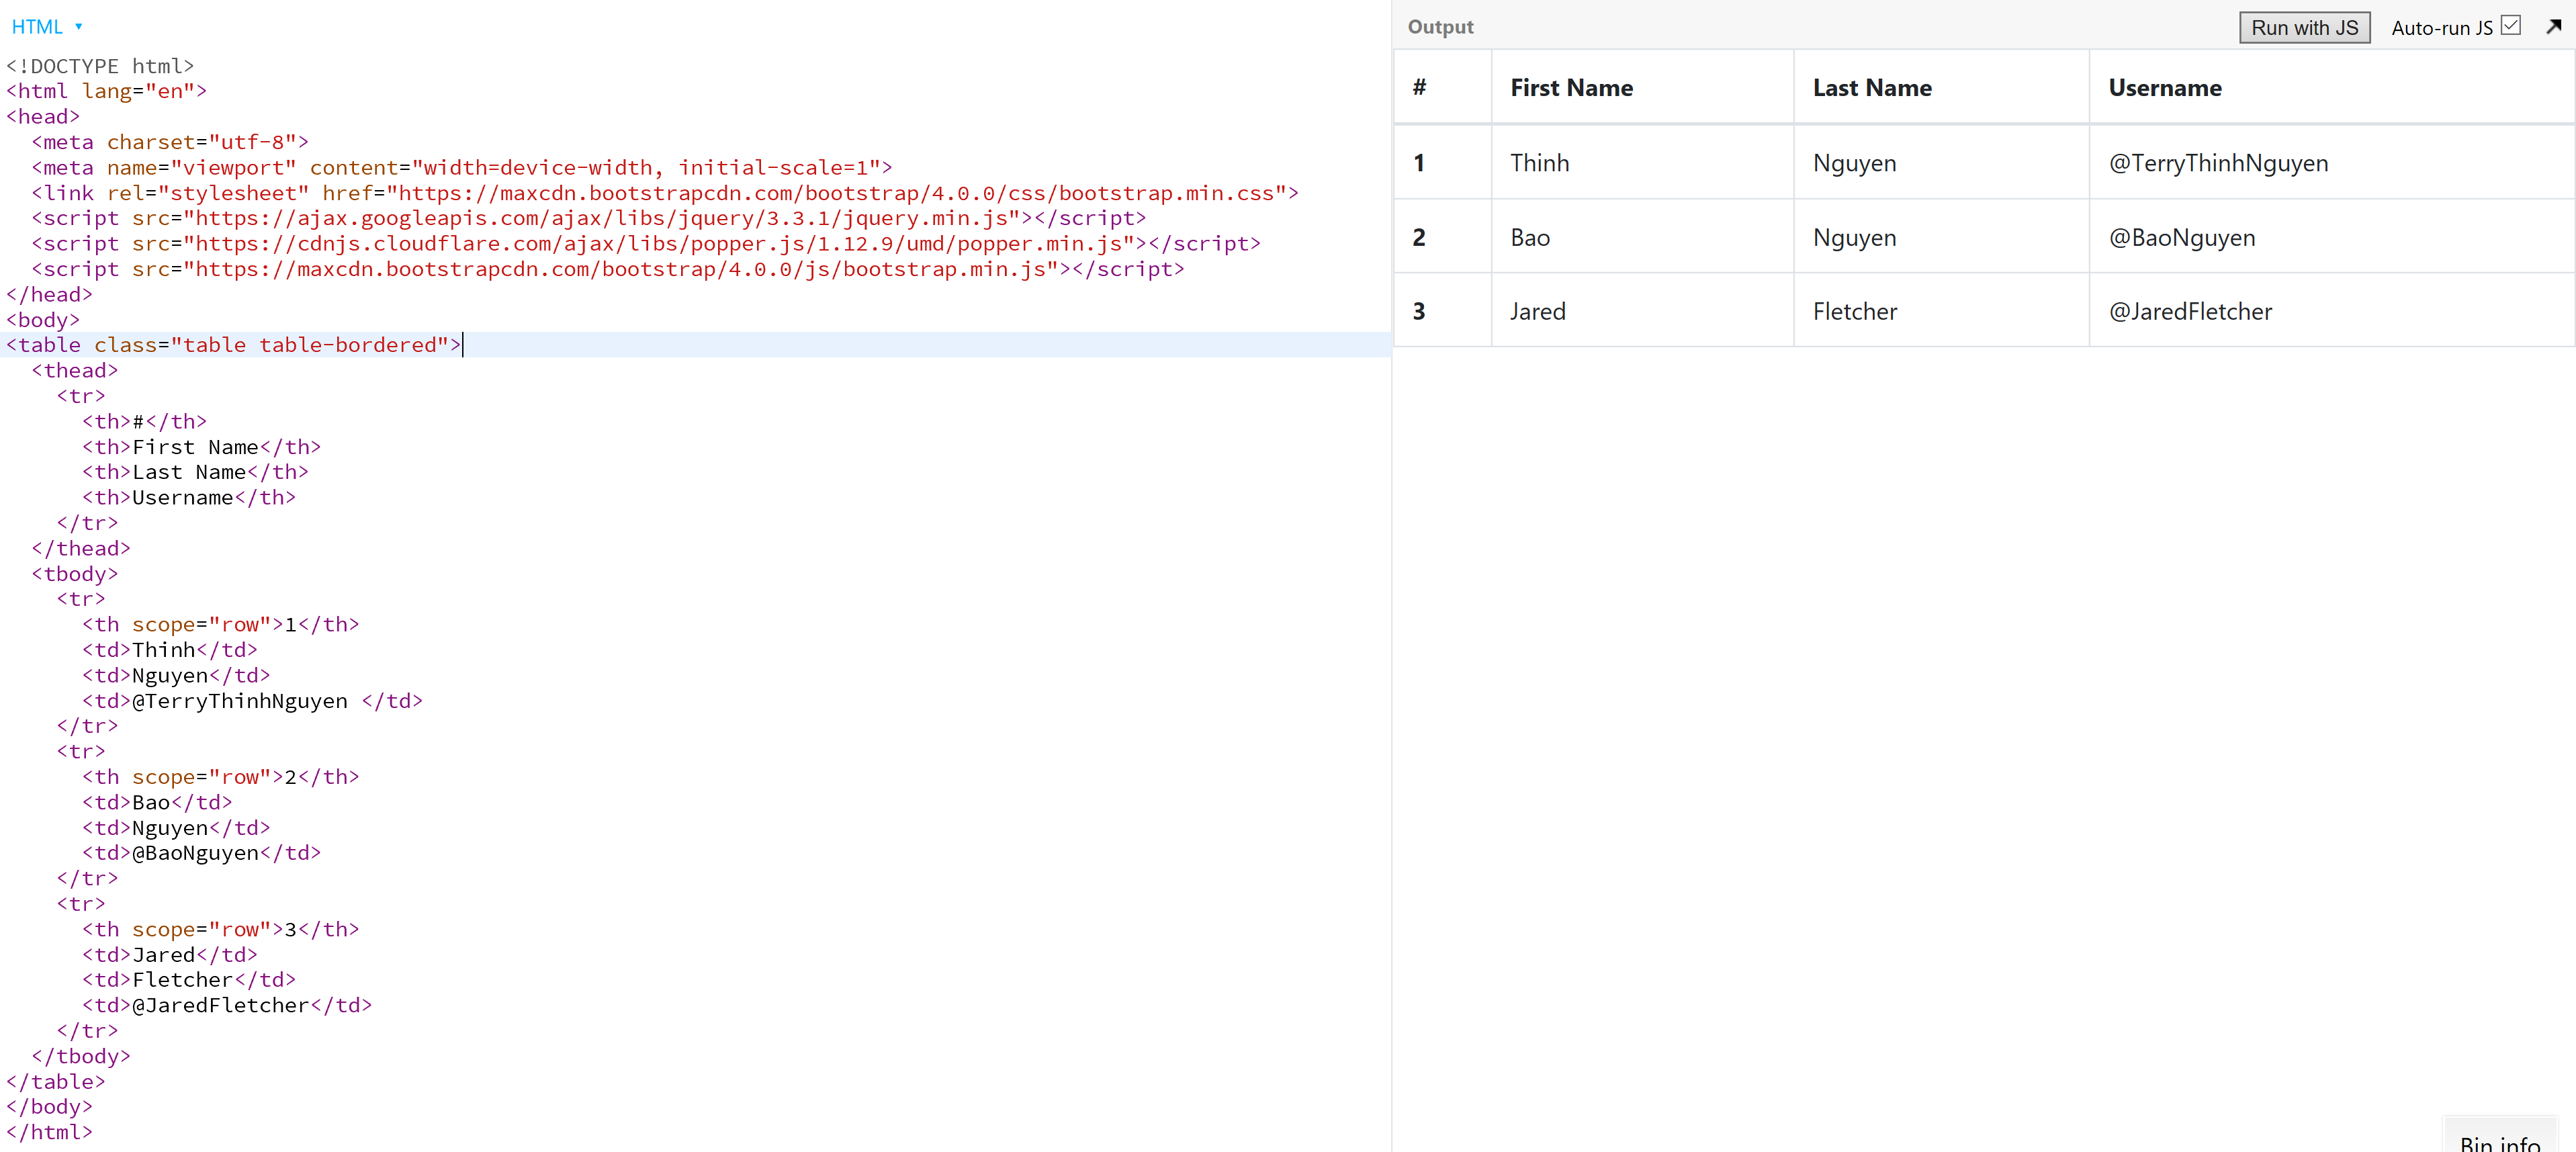 HTML
<!DOCTYPE html>
<html lang="en">
<head>
  <meta charset="utf-8">
  <meta name="viewport" content="width=device-width, initial-scale=1">
  <link rel="stylesheet" href="https://maxcdn.bootstrapcdn.com/bootstrap/4.0.0/css/bootstrap.min.css">
  <script src="https://ajax.googleapis.com/ajax/libs/jquery/3.3.1/jquery.min.js"></script>
  <script src="https://cdnjs.cloudflare.com/ajax/libs/popper.js/1.12.9/umd/popper.min.js"></script>
  <script src="https://maxcdn.bootstrapcdn.com/bootstrap/4.0.0/js/bootstrap.min.js"></script>
</head>
<body>
<table class="table table-bordered">
  <thead>
    <tr>
      <th>#</th>
      <th>First Name</th>
      <th>Last Name</th>
      <th>Username</th>
    </tr>
  </thead>
  <tbody>
    <tr>
      <th scope="row">1</th>
      <td>Thinh</td>
      <td>Nguyen</td>
      <td>@TerryThinhNguyen </td>
    </tr>
    <tr>
      <th scope="row">2</th>
      <td>Bao</td>
      <td>Nguyen</td>
      <td>@BaoNguyen</td>
    </tr>
    <tr>
      <th scope="row">3</th>
      <td>Jared</td>
      <td>Fletcher</td>
      <td>@JaredFletcher</td>
    </tr>
  </tbody>
</table>
</body>
</html>
Output Run with JS Auto-run JS
# First Name Last Name Username
1 Thinh Nguyen @TerryThinhNguyen
2 Bao Nguyen @BaoNguyen
3 Jared Fletcher @JaredFletcher
Bin info